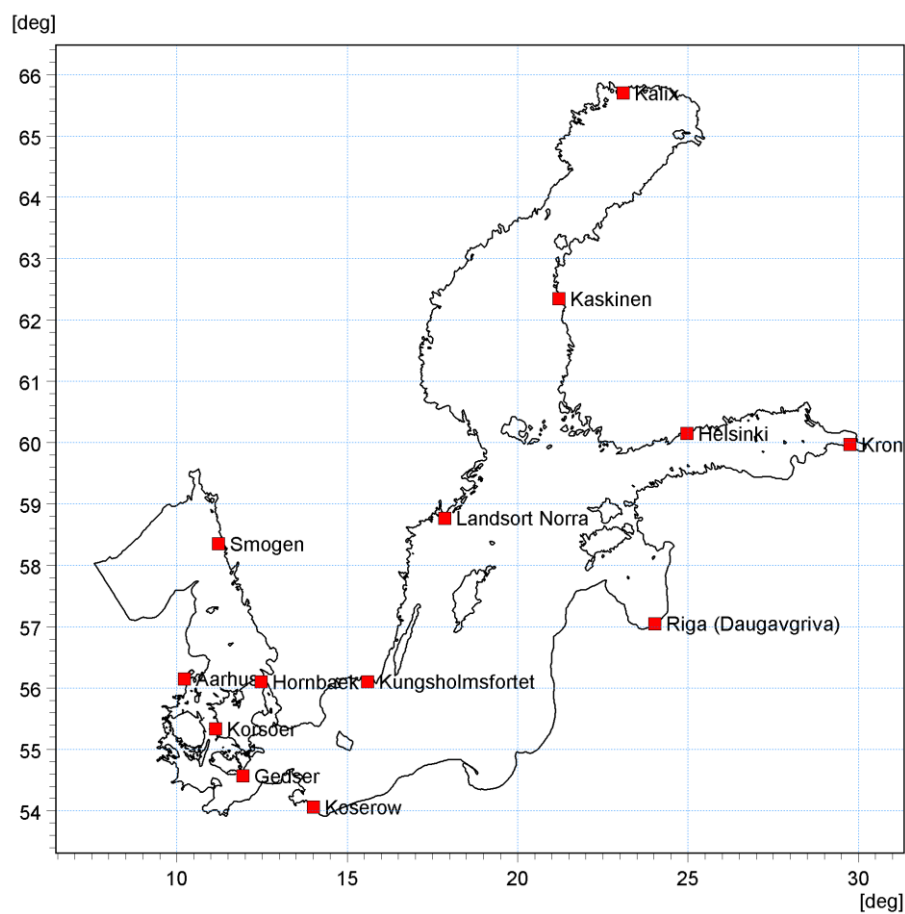 [deg]
66
Kalix
65
64
63
Kaskinen
62
61
60
Helsinki
Kron
59
Landsort Norra
Smogen
58
57
Riga (Daugavgriva)
56
Aarhus
Hornbaek
Kungsholmsfortet
55
Korsoer
Gedser
54
Koserow
10
15
20
25
30
[deg]